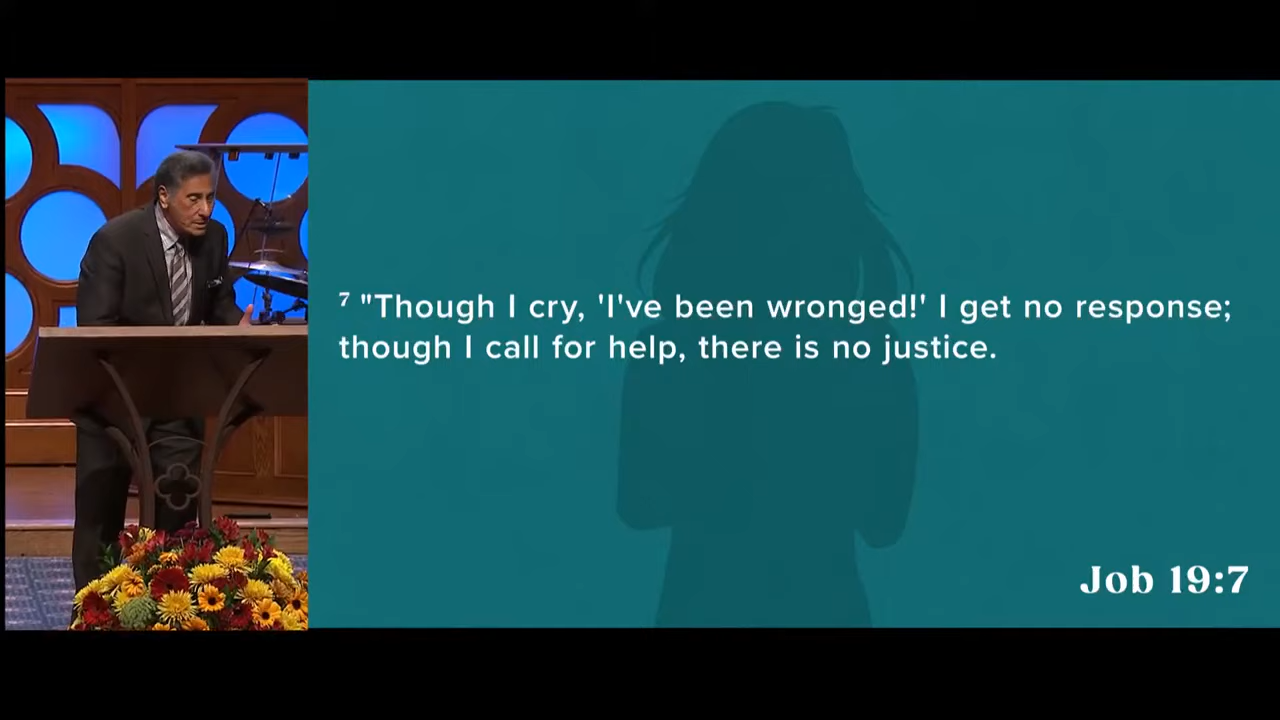 ⁷ "Though I cry, 'I've been wronged!' I get no response;
though I call for help, there is no justice.
Job 19:7